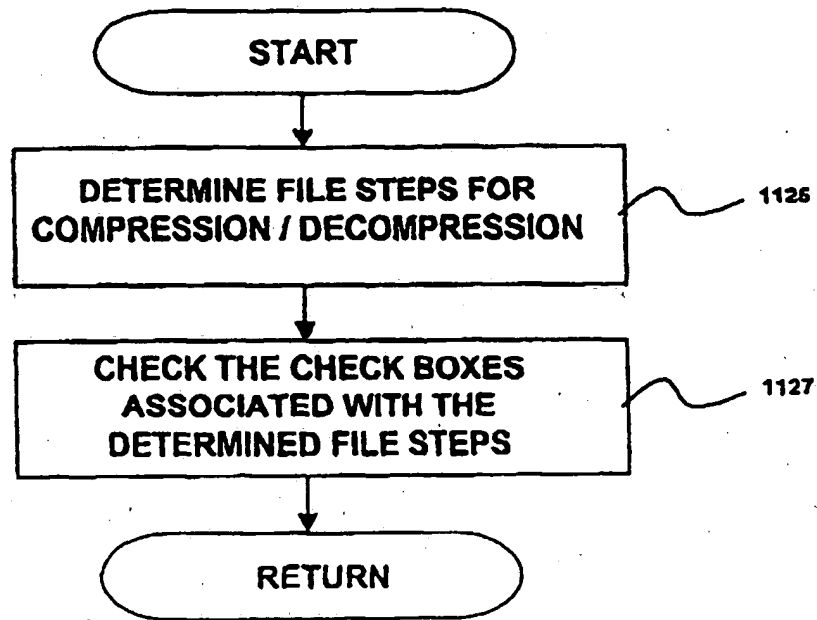 START
DETERMINE FILE STEPS FOR
COMPRESSION / DECOMPRESSION
1126
CHECK THE CHECK BOXES
ASSOCIATED WITH THE
DETERMINED FILE STEPS
1127
RETURN